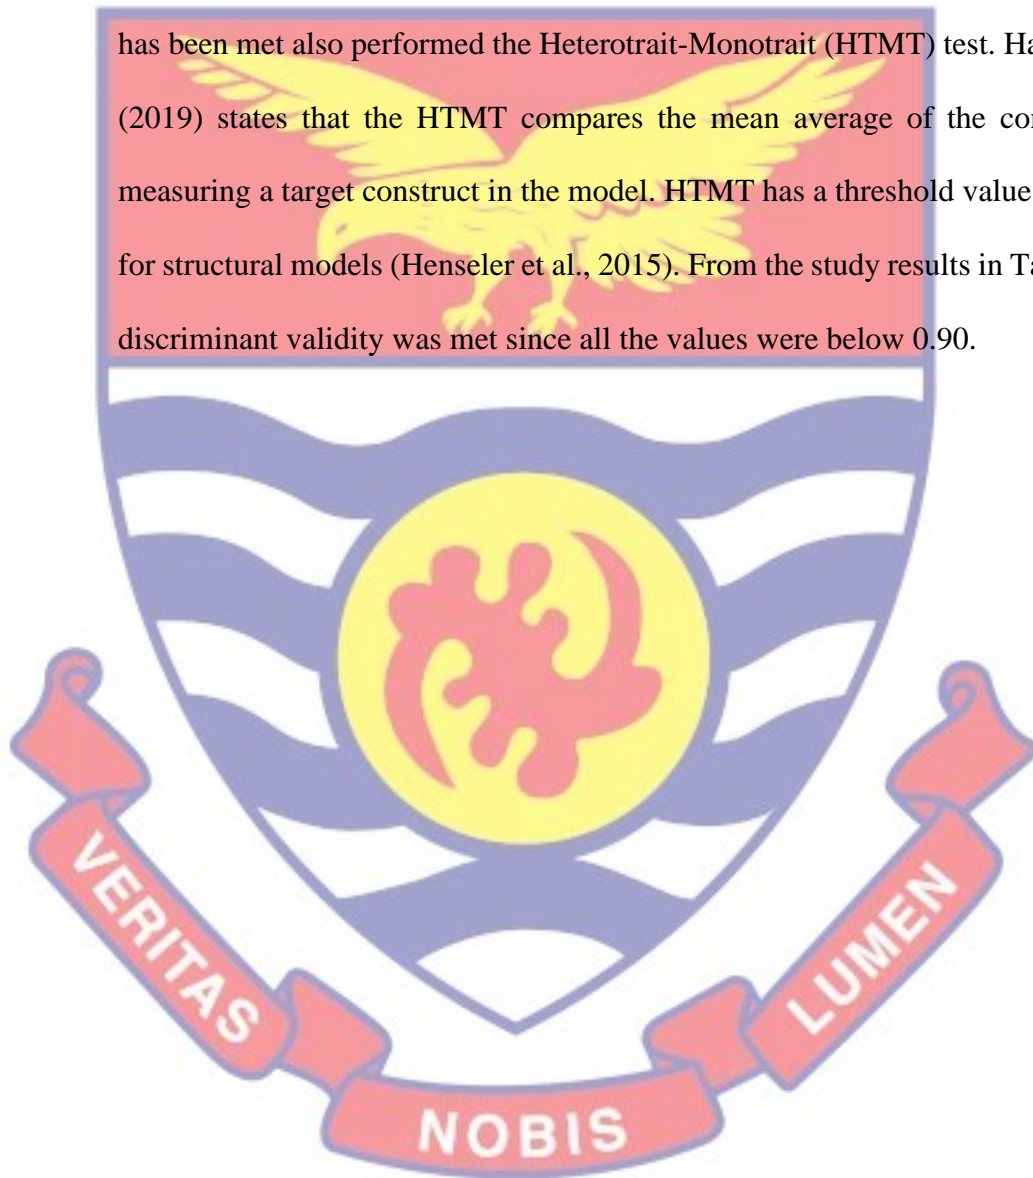 has been met also performed the Heterotrait-Monotrait (HTMT) test.
(2019) states that the HTMT compares the mean average of the
measuring a target construct in the model. HTMT has a threshold value
for structural models (Henseler et al., 2015). From the study results in
discriminant validity was met since all the values were below 0.90.
VERITAS
NOBIS
LUMEN